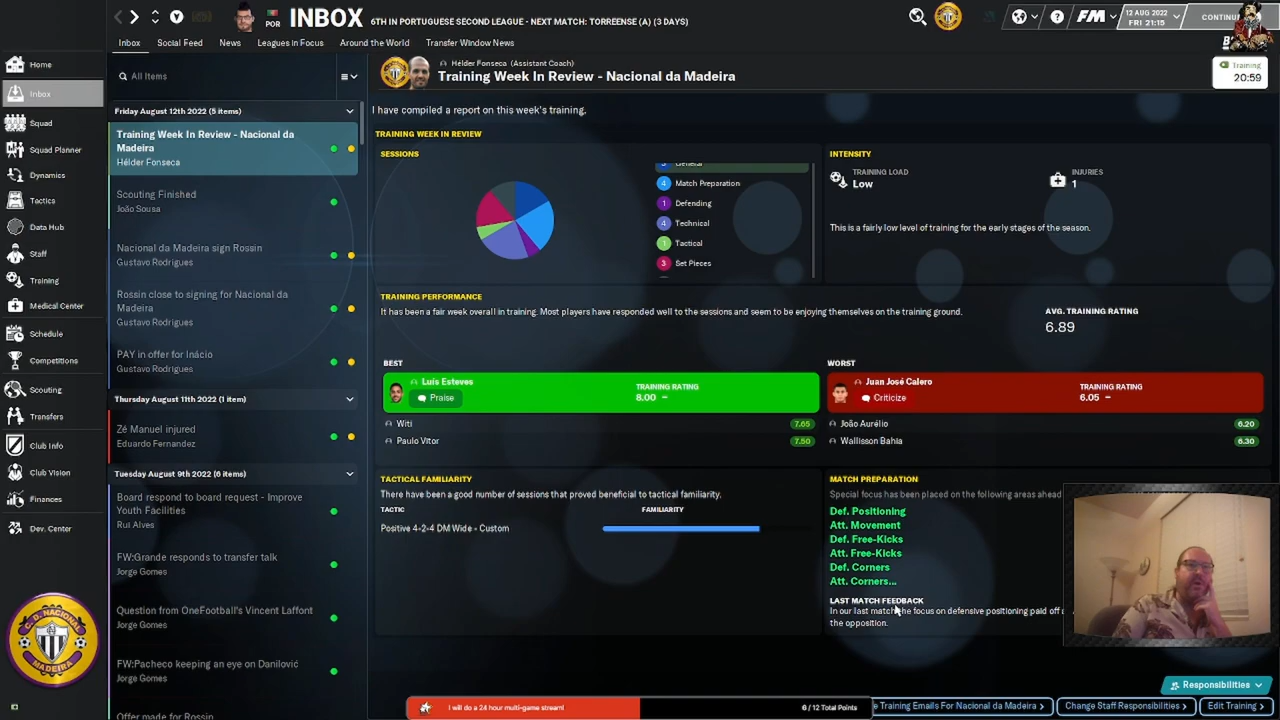 POR
INBOX
6TH IN PORTUGUESE SECOND LEAGUE - NEXT MATCH: TORREENSE (A) (3 DAYS)
FM
12 AUG 2022
FRI 21:15
Inbox
Social Feed
News
Leagues in Focus
Around the World
Transfer Window News
Training
20:59
Home
Inbox
Squad
Squad Planner
Dynamics
Tactics
Data Hub
Staff
Training
Medical Center
Schedule
Competitions
Scouting
Transfers
Club Info
Club Vision
Finances
Dev. Center
All Items
Friday August 12th 2022 (5 items)
Training Week In Review - Nacional da
Madeira
Hélder Fonseca
Scouting Finished
João Sousa
Nacional da Madeira sign Rossin
Gustavo Rodrigues
Rossin close to signing for Nacional da
Madeira
Gustavo Rodrigues
PAY in offer for Inácio
Gustavo Rodrigues
Thursday August 11th 2022 (1 item)
Zé Manuel injured
Eduardo Fernandez
Tuesday August 9th 2022 (6 items)
Board respond to board request - Improve
Youth Facilities
Rui Alves
FW:Grande responds to transfer talk
Jorge Gomes
Question from OneFootball's Vincent Laffont
Jorge Gomes
FW:Pacheco keeping an eye on Danilović
Jorge Gomes
Offer made for Rossin
Hélder Fonseca (Assistant Coach)
Training Week In Review - Nacional da Madeira
I have compiled a report on this week's training.
TRAINING WEEK IN REVIEW
SESSIONS
General
4 Match Preparation
1 Defending
4 Technical
1 Tactical
3 Set Pieces
INTENSITY
TRAINING LOAD
Low
INJURIES
1
This is a fairly low level of training for the early stages of the season.
TRAINING PERFORMANCE
It has been a fair week overall in training. Most players have responded well to the sessions and seem to be enjoying themselves on the training ground.
AVG. TRAINING RATING
6.89
BEST
Luís Esteves
Praise
TRAINING RATING
8.00 -
Witi 7.65
Paulo Vítor 7.50
WORST
Juan José Calero
Criticize
TRAINING RATING
6.05 -
João Aurélio 6.20
Wallisson Bahia 6.30
TACTICAL FAMILIARITY
There have been a good number of sessions that proved beneficial to tactical familiarity.
TACTIC FAMILIARITY
Positive 4-2-4 DM Wide - Custom
MATCH PREPARATION
Special focus has been placed on the following areas ahead
Def. Positioning
Att. Movement
Def. Free-Kicks
Att. Free-Kicks
Def. Corners
Att. Corners...
LAST MATCH FEEDBACK
In our last match the focus on defensive positioning paid off
the opposition.
Responsibilities
I will do a 24 hour multi-game stream!
6 / 12 Total Points
Training Emails For Nacional da Madeira
Change Staff Responsibilities
Edit Training